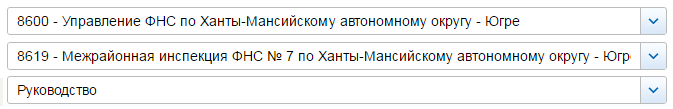 8600 - Управление ФНС по Ханты-Мансийскому автономному округу - Югре
8619 - Межрайонная инспекция ФНС № 7 по Ханты-Мансийскому автономному округу - Югр
Руководство